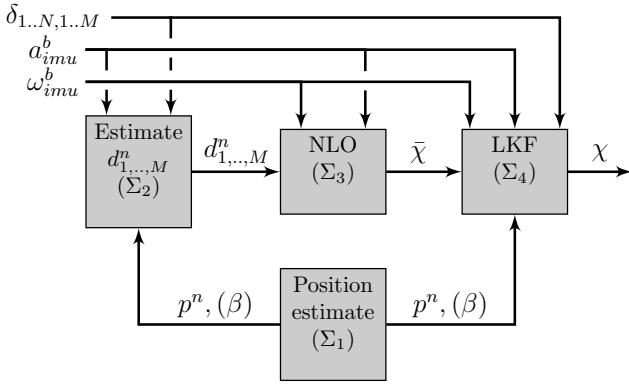 δ_{1..N,1..M}
a^b_{imu}
ω^b_{imu}
Estimate
d^n_{1,..,M}
(Σ_2)
d^n_{1,..,M}
NLO
(Σ_3)
χ̄
LKF
(Σ_4)
χ
p^n, (β)
Position
estimate
(Σ_1)
p^n, (β)